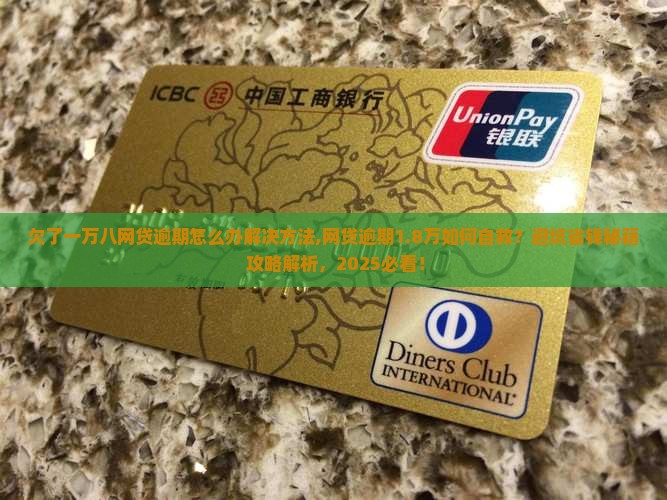 ICBC 中国工商银行
UnionPay
银联
欠了一万八网贷逾期怎么办解决方法,网贷逾期1.8万如何自救？避坑省钱秘籍
攻略解析，2025必看！
Diners Club
INTERNATIONAL